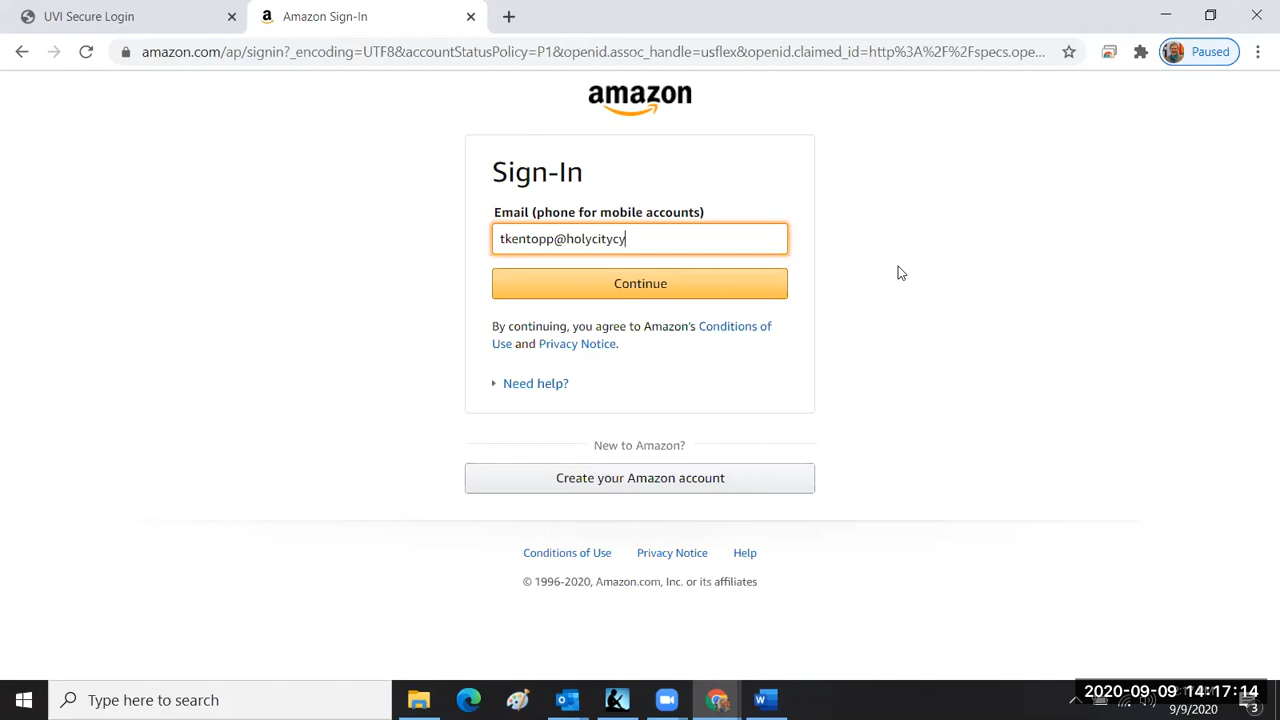 UVI Secure Login
Amazon Sign-In
amazon.com/ap/signin?_encoding=UTF8&accountStatusPolicy=P1&openid.assoc_handle=usflex&openid.claimed_id=http%3A%2F%2Fspecs.ope...
Paused
amazon
Sign-In
Email (phone for mobile accounts)
tkentopp@holycitycy
Continue
By continuing, you agree to Amazon's Conditions of
Use and Privacy Notice.
Need help?
New to Amazon?
Create your Amazon account
Conditions of Use Privacy Notice Help
© 1996-2020, Amazon.com, Inc. or its affiliates
Type here to search
2020-09-09 14:17:14
9/9/2020
3